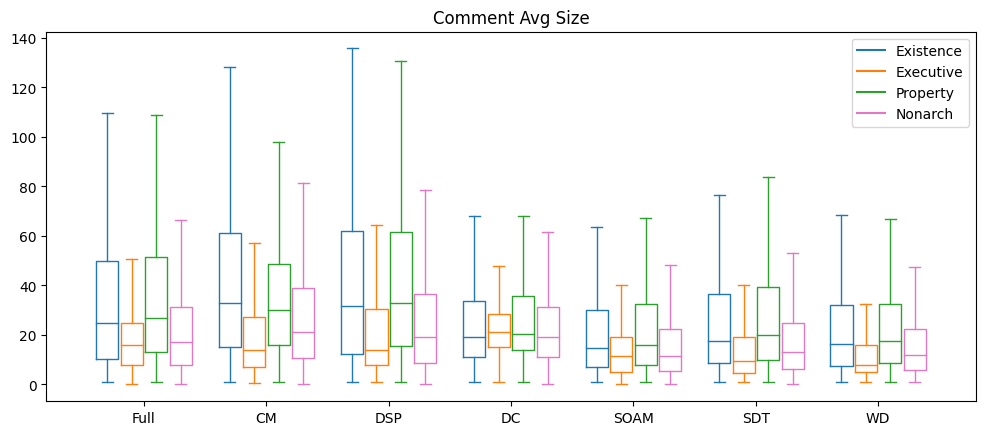 Comment Avg Size
140
120
100
80
60
40
20
0
Existence
Executive
Property
Nonarch
Full CM DSP DC SOAM SDT WD